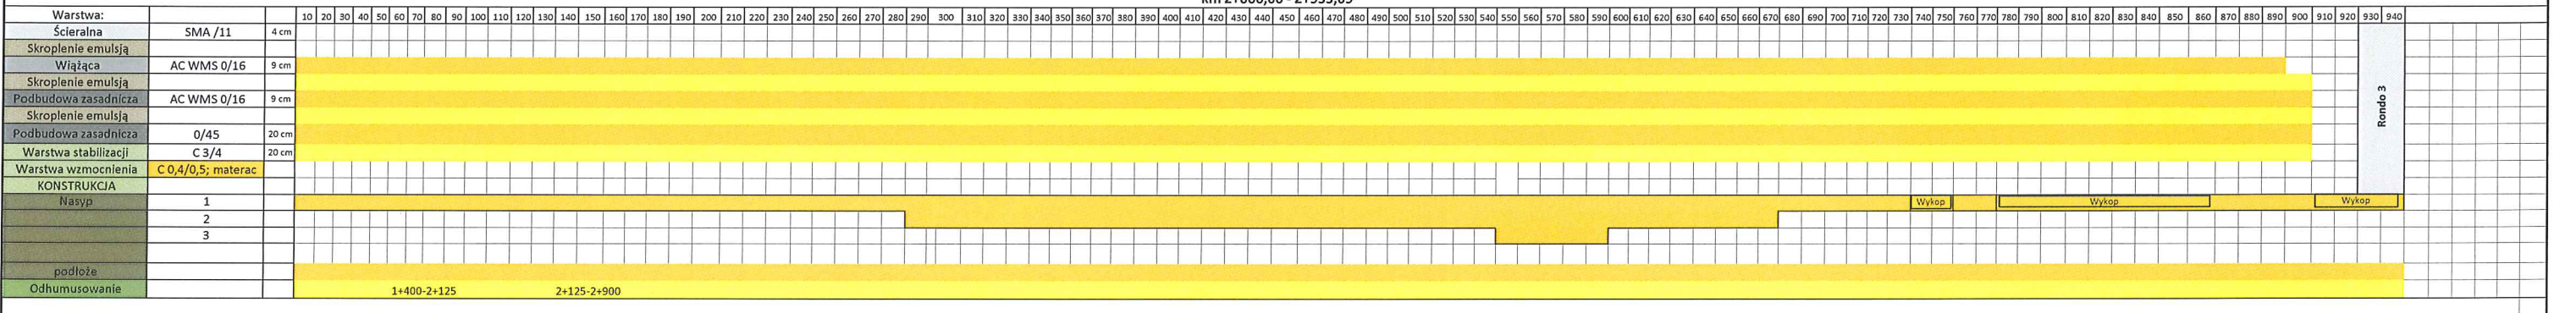 Warstwa: 10 20 30 40 50 60 70 80 90 100 110 120 130 140 150 160 170 180 190 200 210 220 230 240 250 260 270 280 290 300 310 320 330 340 350 360 370 380 390 400 410 420 430 440 450 460 470 480 490 500 510 520 530 540 550 560 570 580 590 600 610 620 630 640 650 660 670 680 690 700 710 720 730 740 750 760 770 780 790 800 810 820 830 840 850 860 870 880 890 900 910 920 930 940
Ścieralna SMA /11 4 cm
Skroplenie emulsją
Wiążąca AC WMS 0/16 9 cm
Skroplenie emulsją
Podbudowa zasadnicza AC WMS 0/16 9 cm
Skroplenie emulsją
Rondo 3
Podbudowa zasadnicza 0/45 20 cm
Warstwa stabilizacji C 3/4 20 cm
Warstwa wzmocnienia C 0,4/0,5; materac
KONSTRUKCJA
Nasyp 1 Wykop Wykop Wykop
2
3
podłoże
Odhumusowanie 1+400-2+125 2+125-2+900